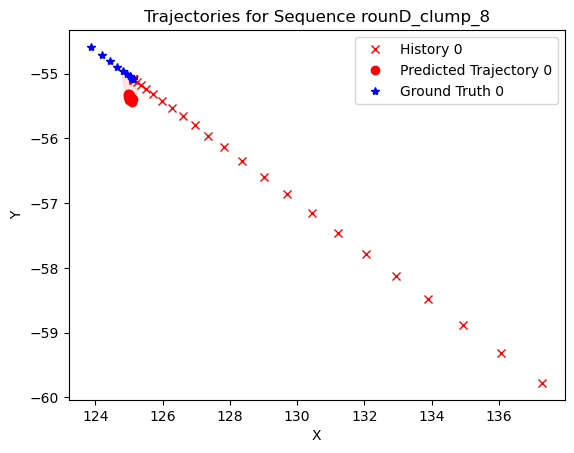 Trajectories for Sequence rounD_clump_8
History 0
Predicted Trajectory 0
Ground Truth 0
−55
−56
−57
−58
−59
−60
Y
124 126 128 130 132 134 136
X